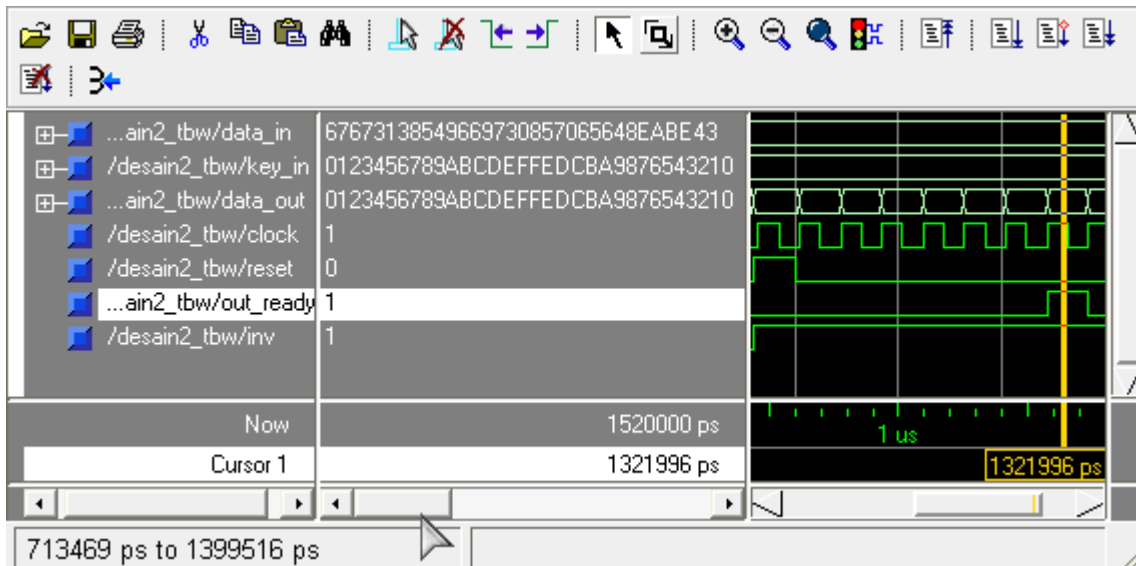 ...ain2_tbw/data_in 67673138549669730857065648EABE43
/desain2_tbw/key_in 0123456789ABCDEFFEDCBA9876543210
...ain2_tbw/data_out 0123456789ABCDEFFEDCBA9876543210
/desain2_tbw/clock 1
/desain2_tbw/reset 0
...ain2_tbw/out_ready 1
/desain2_tbw/inv 1
Now 1520000 ps 1 us
Cursor 1 1321996 ps 1321996 ps
713469 ps to 1399516 ps